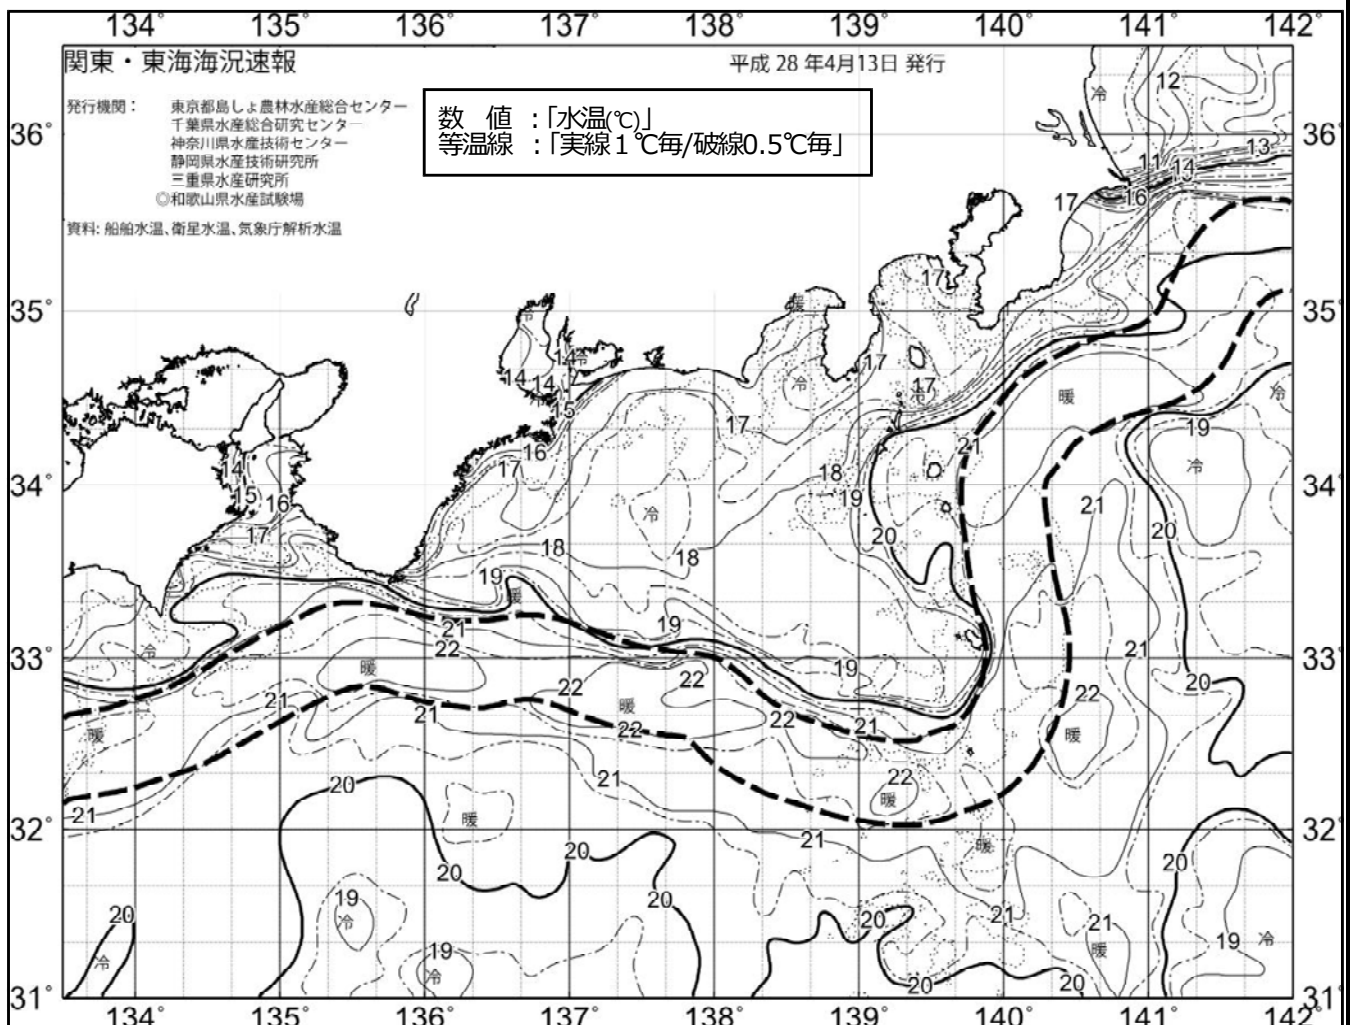 134° 135° 136° 137° 138° 139° 140° 141° 142°
関東・東海海況速報
平成 28 年4月13日 発行
発行機関： 東京都島しょ農林水産総合センター
千葉県水産総合研究センター
神奈川県水産技術センター
静岡県水産技術研究所
三重県水産研究所
◎和歌山県水産試験場
資料: 船舶水温、衛星水温、気象庁解析水温
数　値　：「水温(℃)」
等温線　：「実線１℃毎/破線0.5℃毎」
12
冷
36° 36°
13
11 14
16
17
17
35° 35°
暖
冷
14 冷
17
14 14
冷 17 冷
暖 冷
15
17
19
16 21
17 18 冷
14
15 16
19
34° 34°
冷
21
17
20 20
18 18
19
暖
19
21
22
冷
33° 33°
21
暖
19
22 22
20
21 暖
22
21 22 22 21
暖
暖
21
22
20
暖
21
暖
32° 32°
21
暖
20
20
20
19
冷
20
20
20
21
21
19
冷
19
冷
冷
暖
20 20
31° 31°
134° 135° 136° 137° 138° 139° 140° 141° 142°